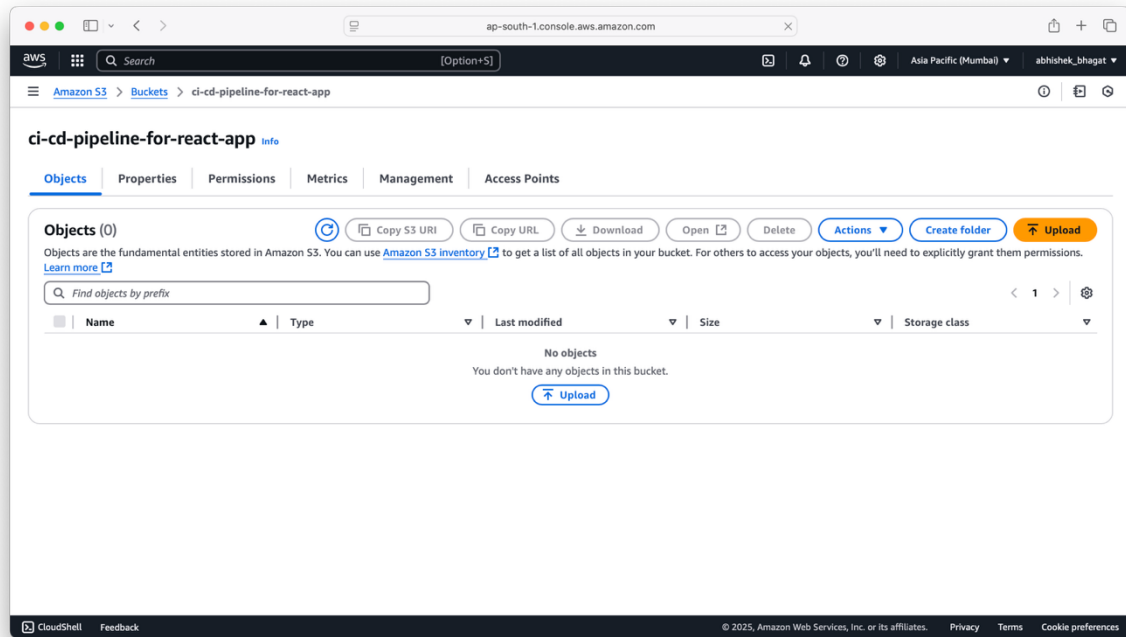 ap-south-1.console.aws.amazon.com
aws
Search [Option+S]
Asia Pacific (Mumbai) abhishek_bhagat
Amazon S3 > Buckets > ci-cd-pipeline-for-react-app
ci-cd-pipeline-for-react-app Info
Objects Properties Permissions Metrics Management Access Points
Objects (0) Copy S3 URI Copy URL Download Open Delete Actions Create folder Upload
Objects are the fundamental entities stored in Amazon S3. You can use Amazon S3 inventory to get a list of all objects in your bucket. For others to access your objects, you'll need to explicitly grant them permissions.
Learn more
Find objects by prefix
1
Name Type Last modified Size Storage class
No objects
You don't have any objects in this bucket.
Upload
CloudShell Feedback © 2025, Amazon Web Services, Inc. or its affiliates. Privacy Terms Cookie preferences